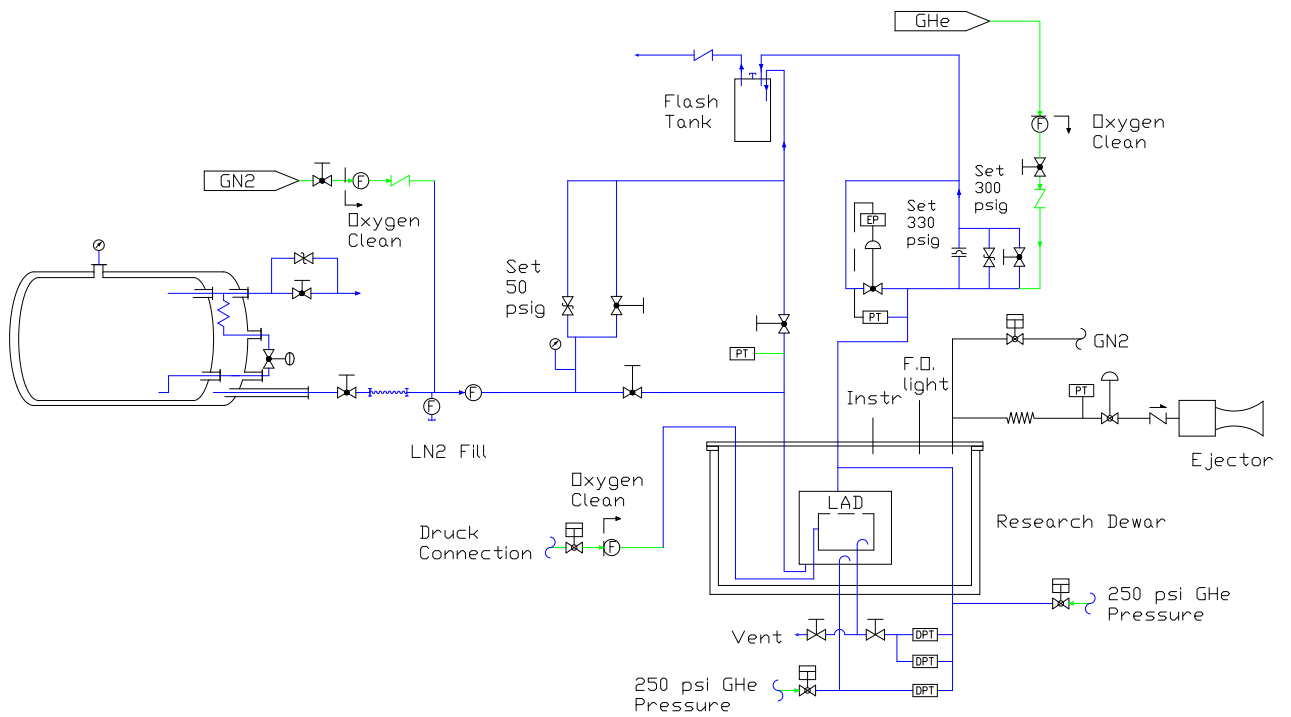 GHe
Flash
Tank
Oxygen
Clean
F
GN2
F
Set
300
psig
Set
330
psig
EP
Oxygen
Clean
Set
50
psig
PT
PT
GN2
F.O.
light
Instr
PT
F
F
LN2 Fill
Ejector
Oxygen
Clean
LAD
Druck
Connection
F
Research Dewar
250 psi GHe
Pressure
Vent
DPT
DPT
250 psi GHe
Pressure
DPT